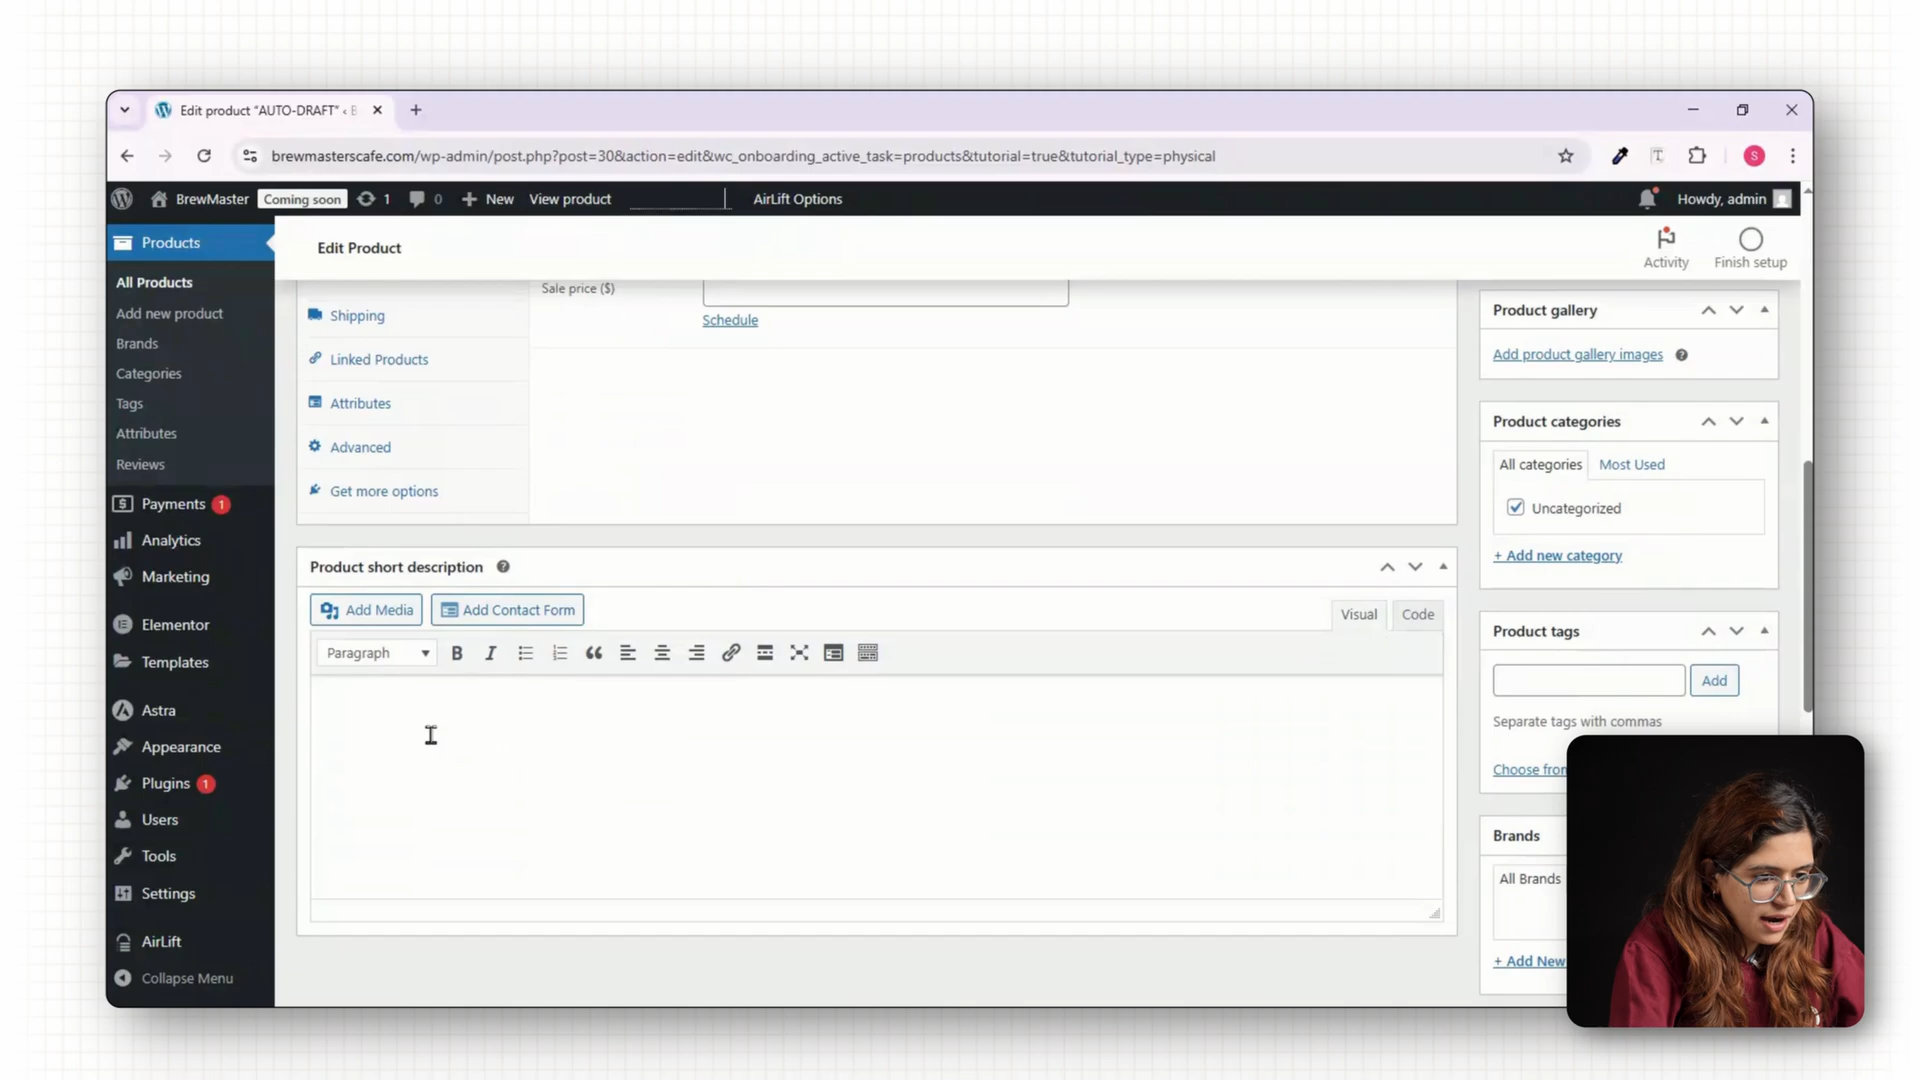 Edit product "AUTO-DRAFT" ‹ B
brewmasterscafe.com/wp-admin/post.php?post=30&action=edit&wc_onboarding_active_task=products&tutorial=true&tutorial_type=physical
S
BrewMaster
Coming soon
1
0
New
View product
AirLift Options
Howdy, admin
Products
All Products
Add new product
Brands
Categories
Tags
Attributes
Reviews
Payments 1
Analytics
Marketing
Elementor
Templates
Astra
Appearance
Plugins 1
Users
Tools
Settings
AirLift
Collapse Menu
Edit Product
Activity
Finish setup
Sale price ($)
Schedule
Shipping
Linked Products
Attributes
Advanced
Get more options
Product short description
Add Media
Add Contact Form
Visual
Code
Paragraph
Product gallery
Add product gallery images
Product categories
All categories
Most Used
Uncategorized
+ Add new category
Product tags
Add
Separate tags with commas
Choose from
Brands
All Brands
+ Add New